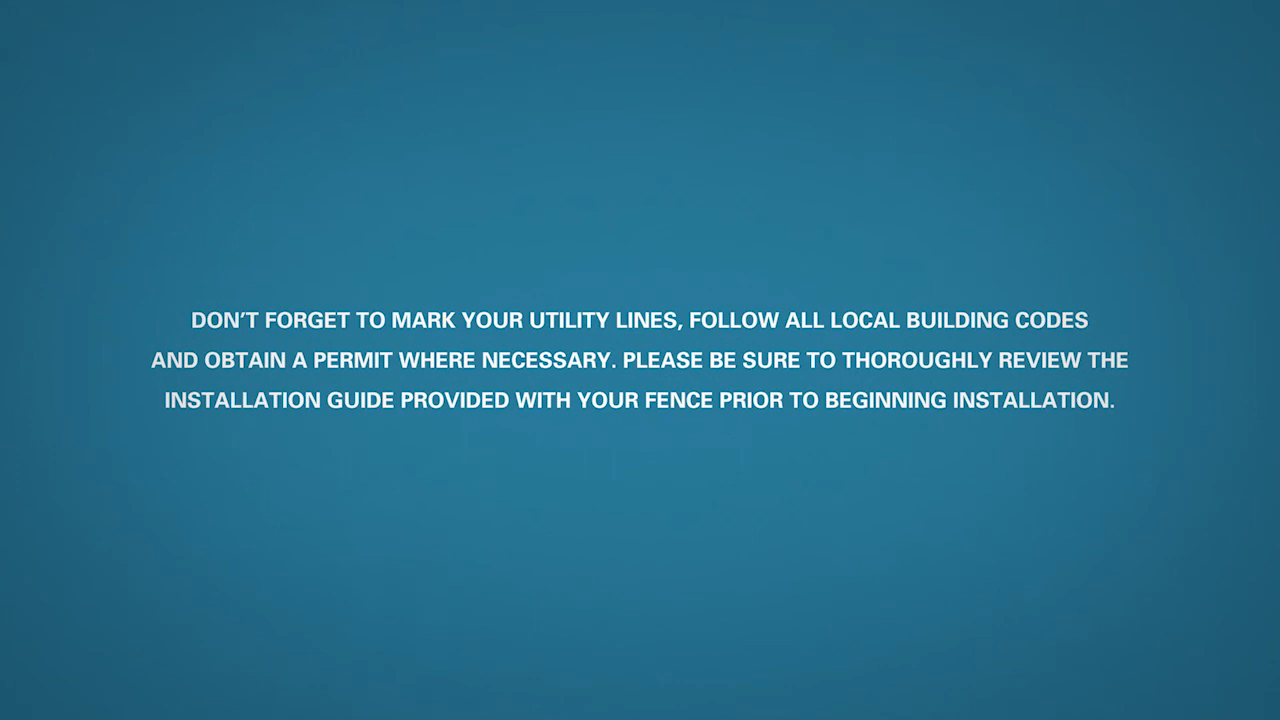 DON’T FORGET TO MARK YOUR UTILITY LINES, FOLLOW ALL LOCAL BUILDING CODES
AND OBTAIN A PERMIT WHERE NECESSARY. PLEASE BE SURE TO THOROUGHLY REVIEW THE
INSTALLATION GUIDE PROVIDED WITH YOUR FENCE PRIOR TO BEGINNING INSTALLATION.